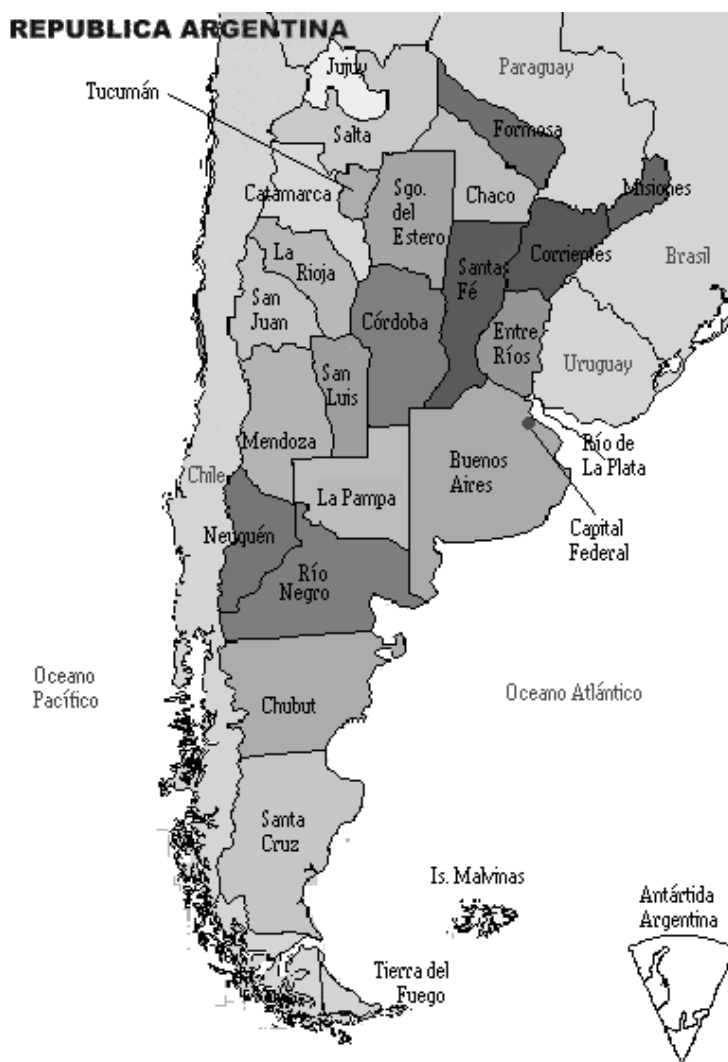 REPUBLICA ARGENTINA
Jujuy
Paraguay
Tucumán
Formosa
Salta
Catamarca
Sgo.
del
Estero
Chaco
Misiones
La
Rioja
Santa
Fé
Corrientes
Brasil
San
Juan
Córdoba
Entre
Ríos
Uruguay
San
Luis
Mendoza
Río de
La Plata
Buenos
Aires
Chile
La Pampa
Capital
Federal
Neuquén
Río
Negro
Oceano
Pacítico
Oceano Atlántico
Chubut
Santa
Cruz
Is. Malvinas
Antártida
Argentina
Tierra del
Fuego